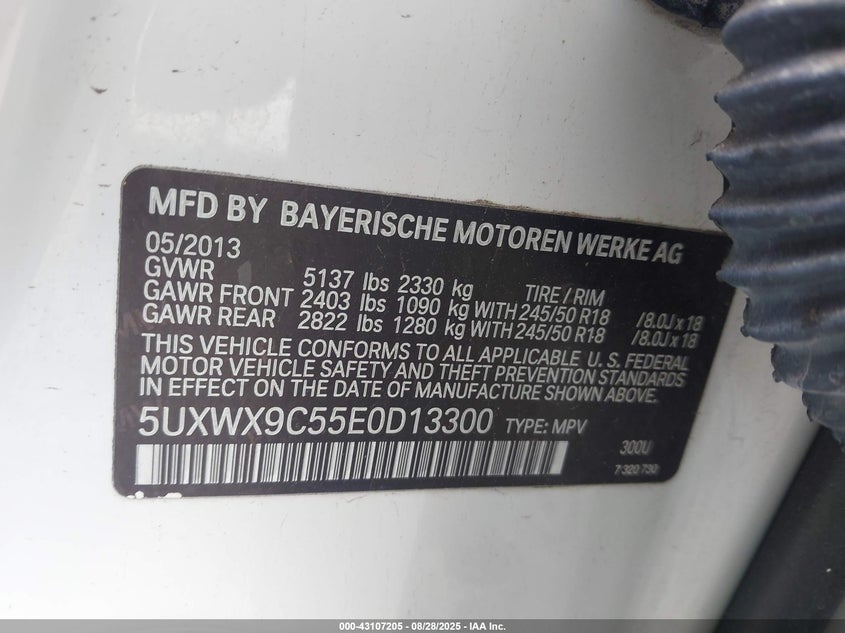 MFD BY BAYERISCHE MOTOREN WERKE AG
05/2013
GVWR 5137 lbs 2330 kg TIRE / RIM
GAWR FRONT 2403 lbs 1090 kg WITH 245/50 R18 /8.0J x 18
GAWR REAR 2822 lbs 1280 kg WITH 245/50 R18 /8.0J x 18
THIS VEHICLE CONFORMS TO ALL APPLICABLE U. S. FEDERAL
MOTOR VEHICLE SAFETY AND THEFT PREVENTION STANDARDS
IN EFFECT ON THE DATE OF MANUFACTURE SHOWN ABOVE
5UXWX9C55E0D13300 TYPE: MPV
300U
7 320 730
000-43107205 - 08/28/2025 - IAA Inc.